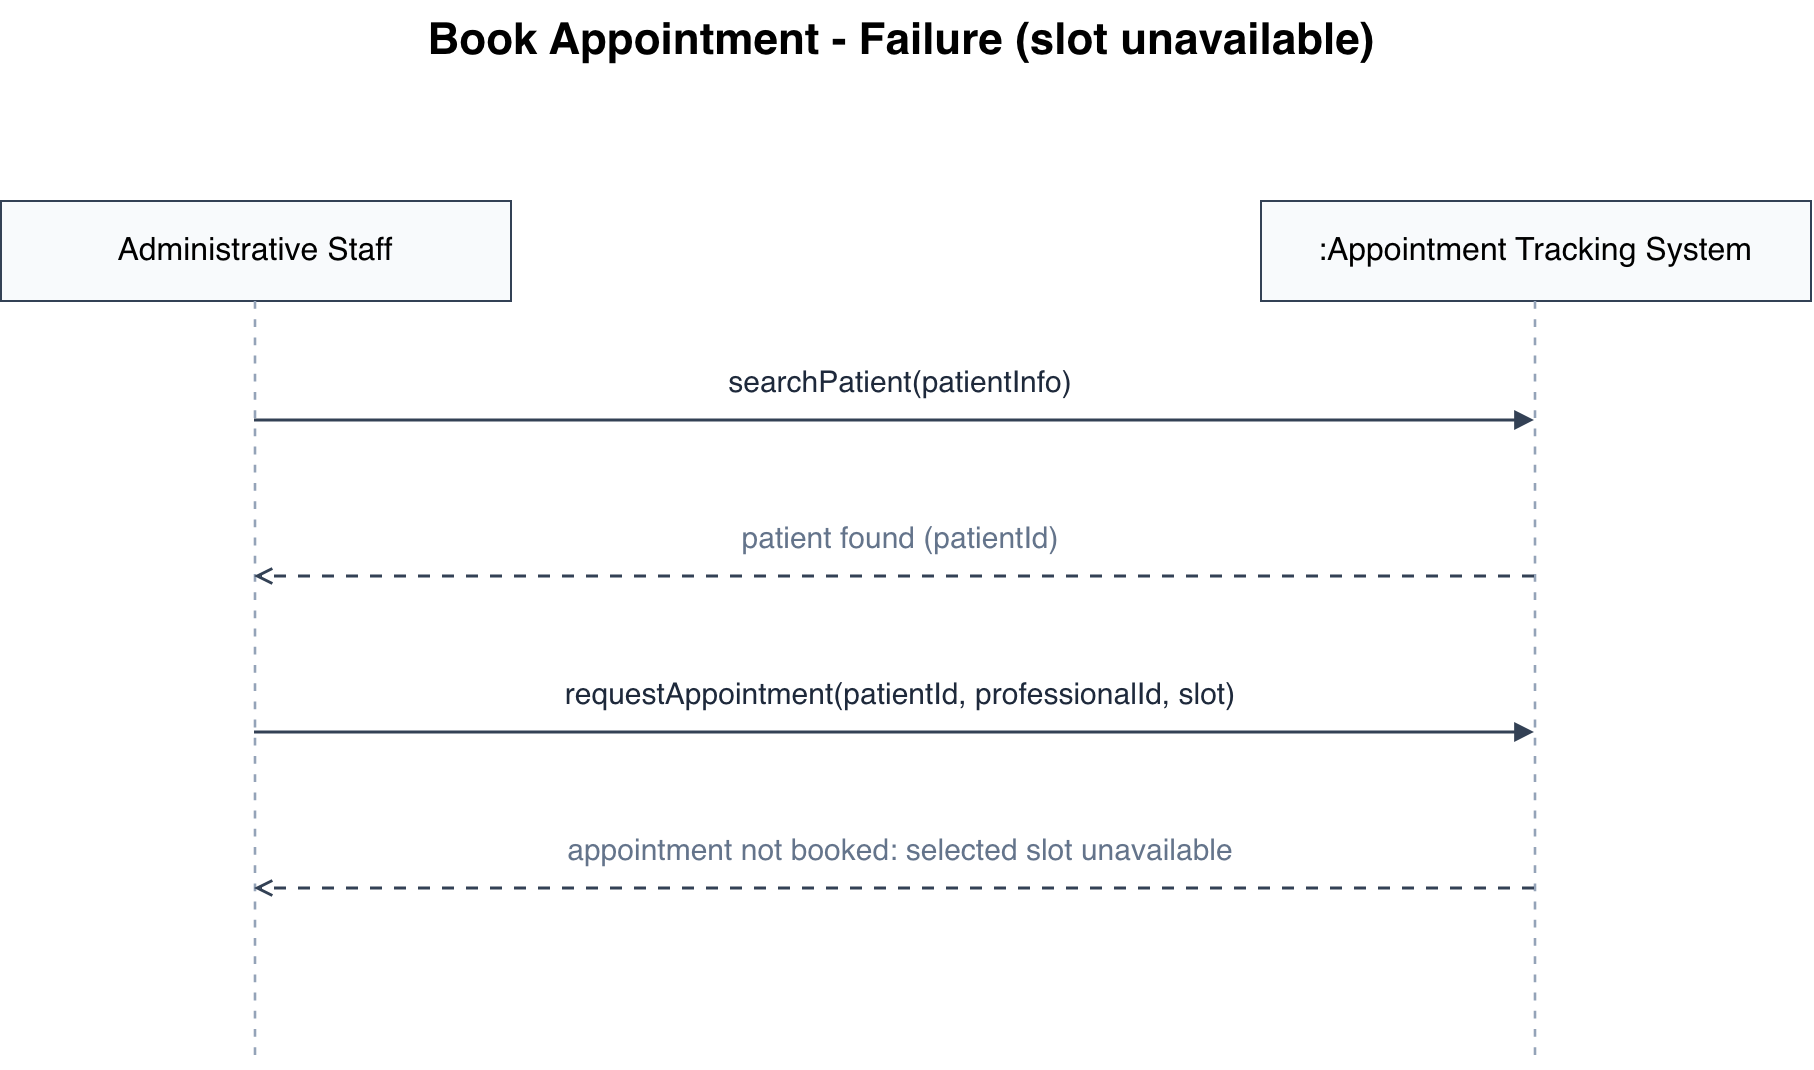 Book Appointment - Failure (slot unavailable)
Administrative Staff
:Appointment Tracking System
searchPatient(patientInfo)
patient found (patientId)
requestAppointment(patientId, professionalId, slot)
appointment not booked: selected slot unavailable